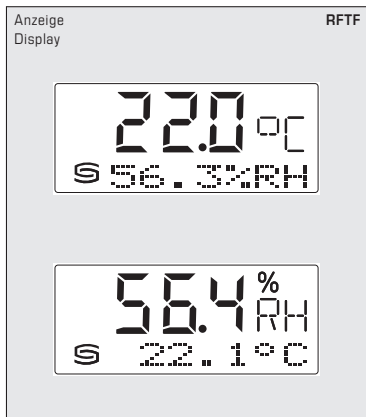 Anzeige RFTF
Display
22.0 °C
56.3%RH
56.4 % RH
22.1°C